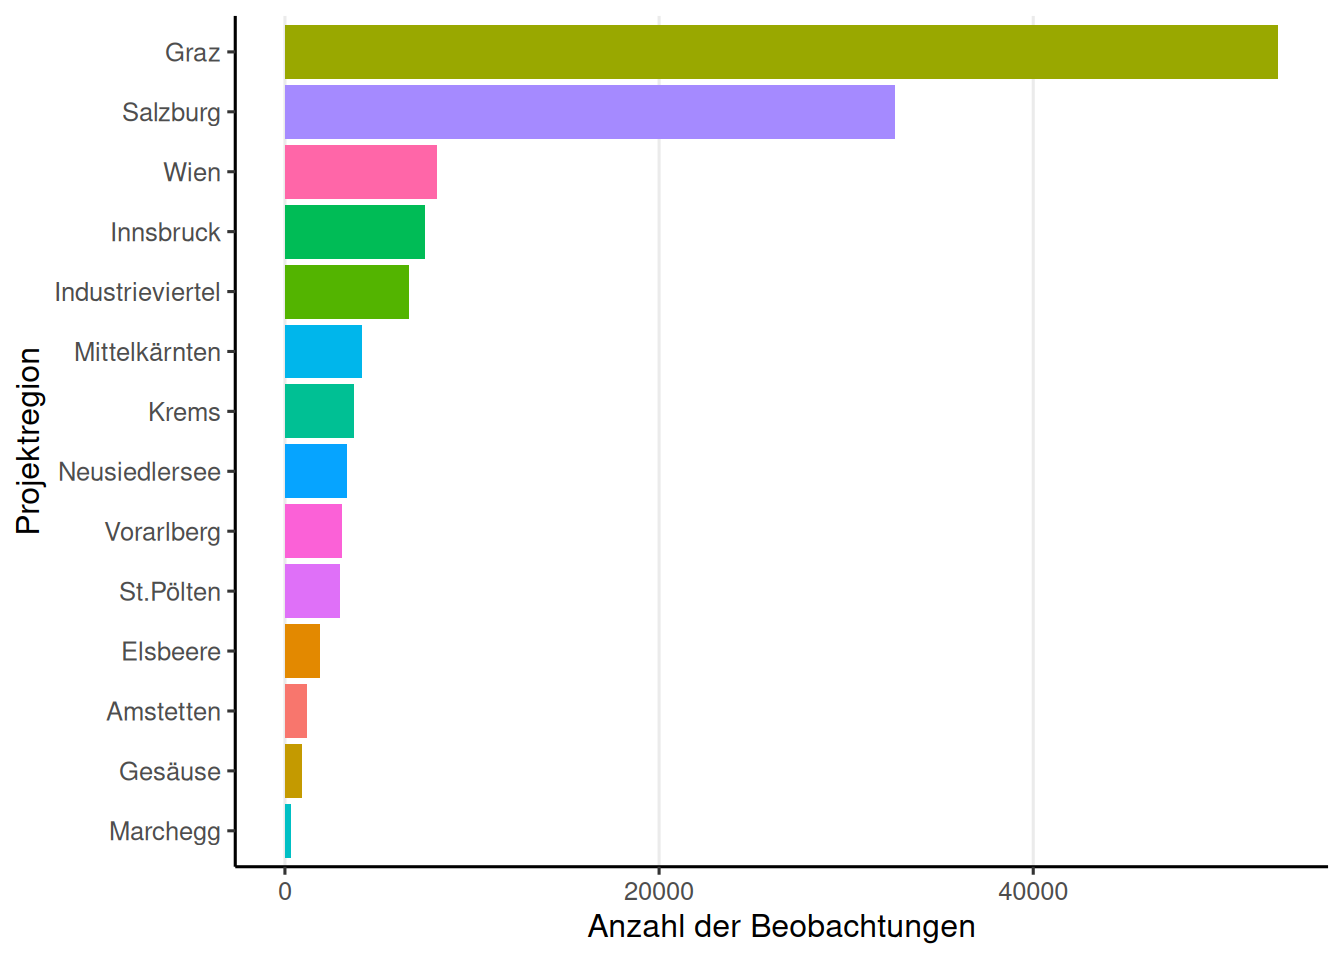 Projektregion
Graz
Salzburg
Wien
Innsbruck
Industrieviertel
Mittelkärnten
Krems
Neusiedlersee
Vorarlberg
St.Pölten
Elsbeere
Amstetten
Gesäuse
Marchegg
0 20000 40000
Anzahl der Beobachtungen